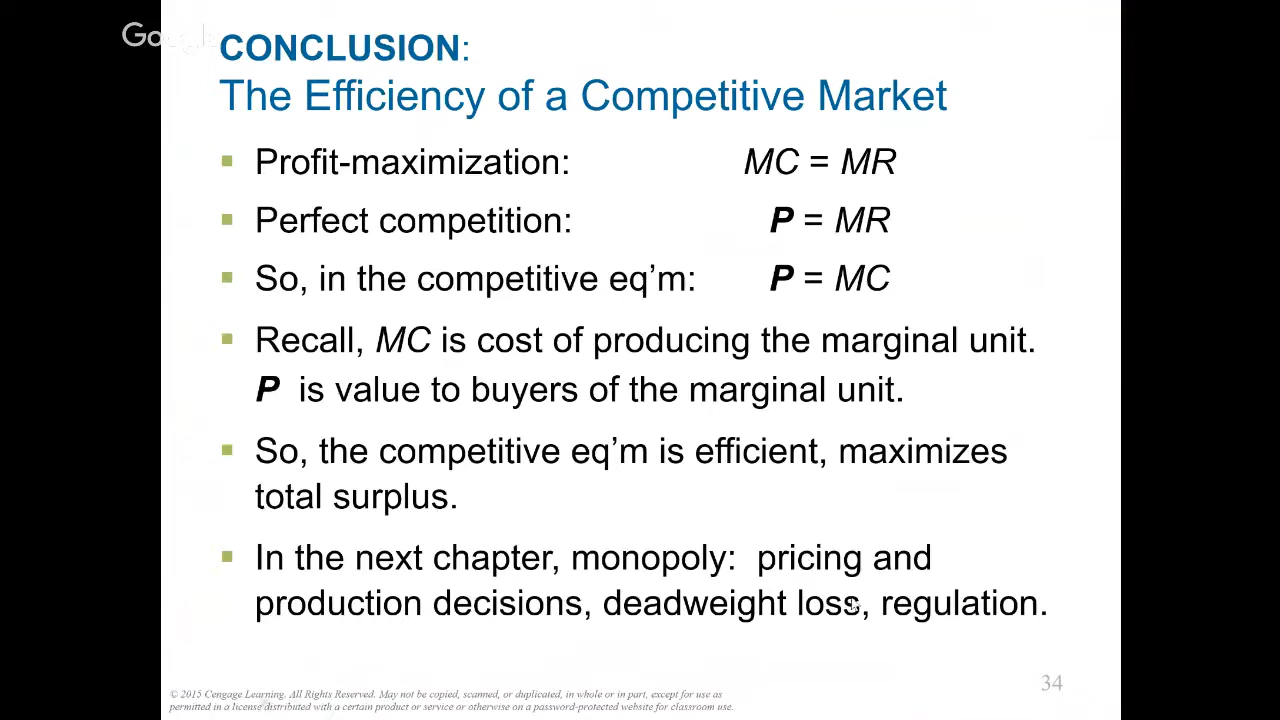 Google
CONCLUSION:
The Efficiency of a Competitive Market
▪ Profit-maximization: MC = MR
▪ Perfect competition: P = MR
▪ So, in the competitive eq’m: P = MC
▪ Recall, MC is cost of producing the marginal unit.
P is value to buyers of the marginal unit.
▪ So, the competitive eq’m is efficient, maximizes
total surplus.
▪ In the next chapter, monopoly: pricing and
production decisions, deadweight loss, regulation.
34
© 2015 Cengage Learning. All Rights Reserved. May not be copied, scanned, or duplicated, in whole or in part, except for use as
permitted in a license distributed with a certain product or service or otherwise on a password-protected website for classroom use.